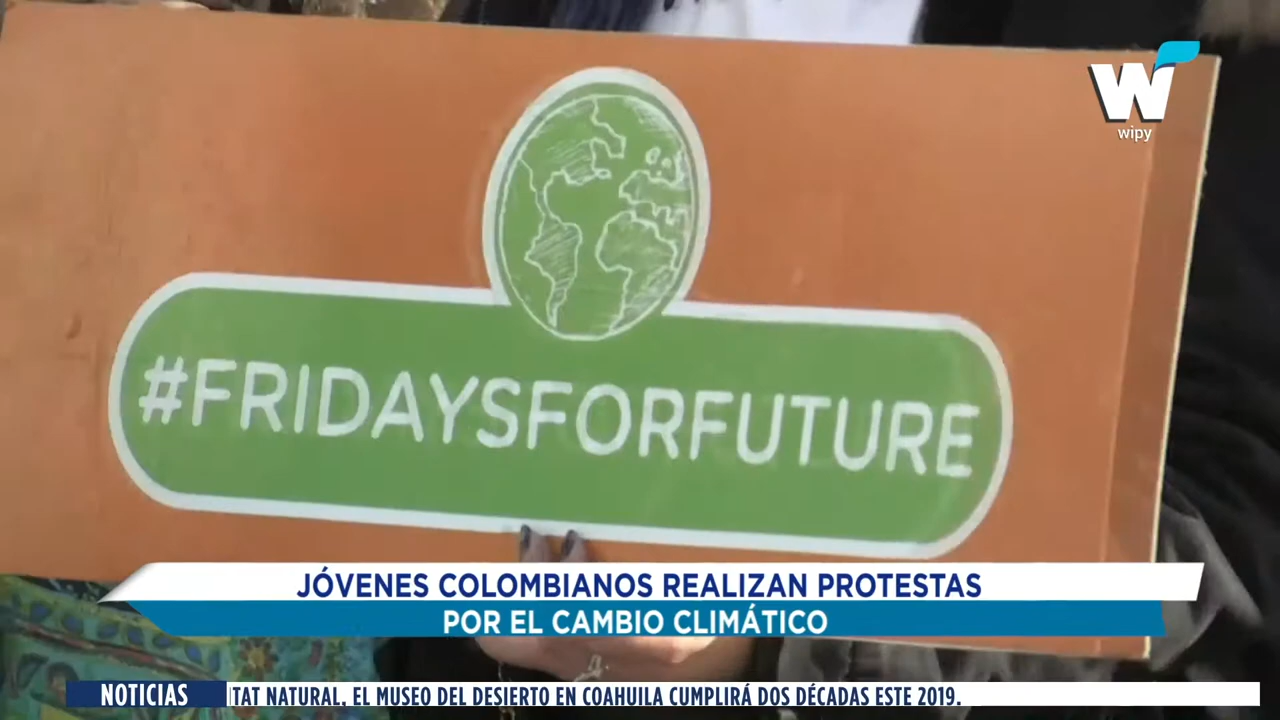 W
wipy
#FRIDAYSFORFUTURE
JÓVENES COLOMBIANOS REALIZAN PROTESTAS
POR EL CAMBIO CLIMÁTICO
NOTICIAS
TAT NATURAL, EL MUSEO DEL DESIERTO EN COAHUILA CUMPLIRÁ DOS DÉCADAS ESTE 2019.